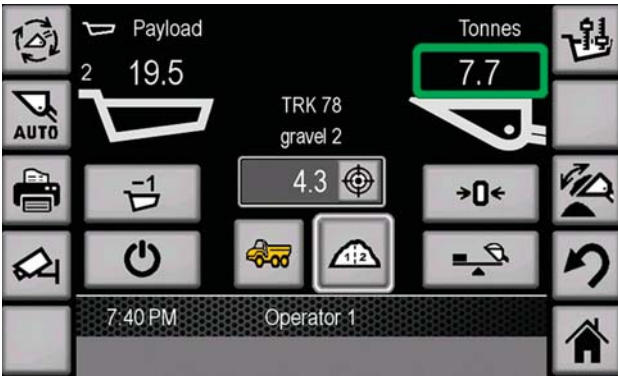 Payload
Tonnes
2 19.5
7.7
TRK 78
gravel 2
AUTO
-1
4.3
→0←
1 2
7:40 PM
Operator 1